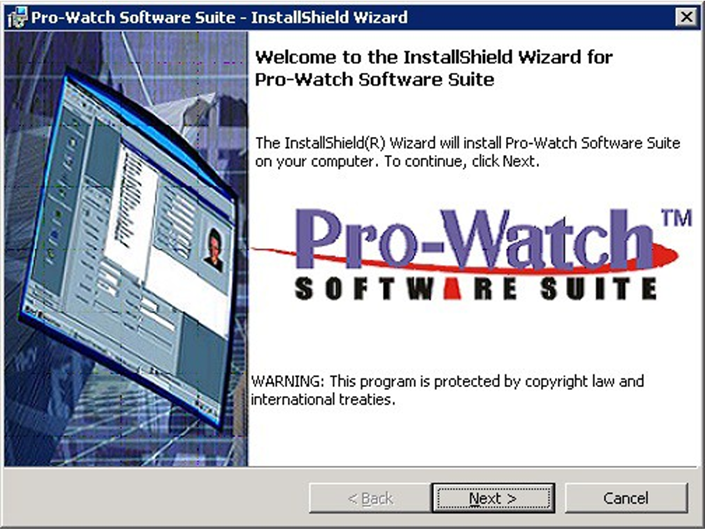 Pro-Watch Software Suite - InstallShield Wizard
Welcome to the InstallShield Wizard for
Pro-Watch Software Suite
The InstallShield(R) Wizard will install Pro-Watch Software Suite
on your computer. To continue, click Next.
Pro-Watch™
SOFTWARE SUITE
WARNING: This program is protected by copyright law and
international treaties.
< Back
Next >
Cancel